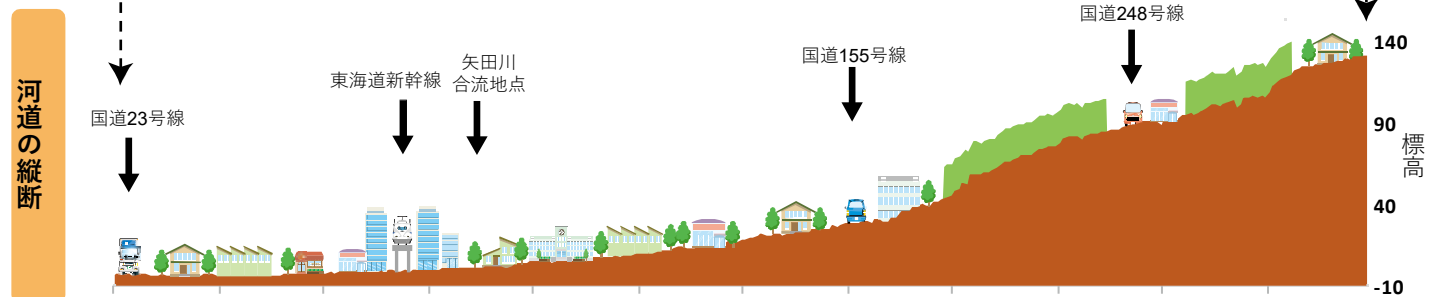 河道の縦断
国道23号線
東海道新幹線
矢田川
合流地点
国道155号線
国道248号線
140
90
40
-10
標高